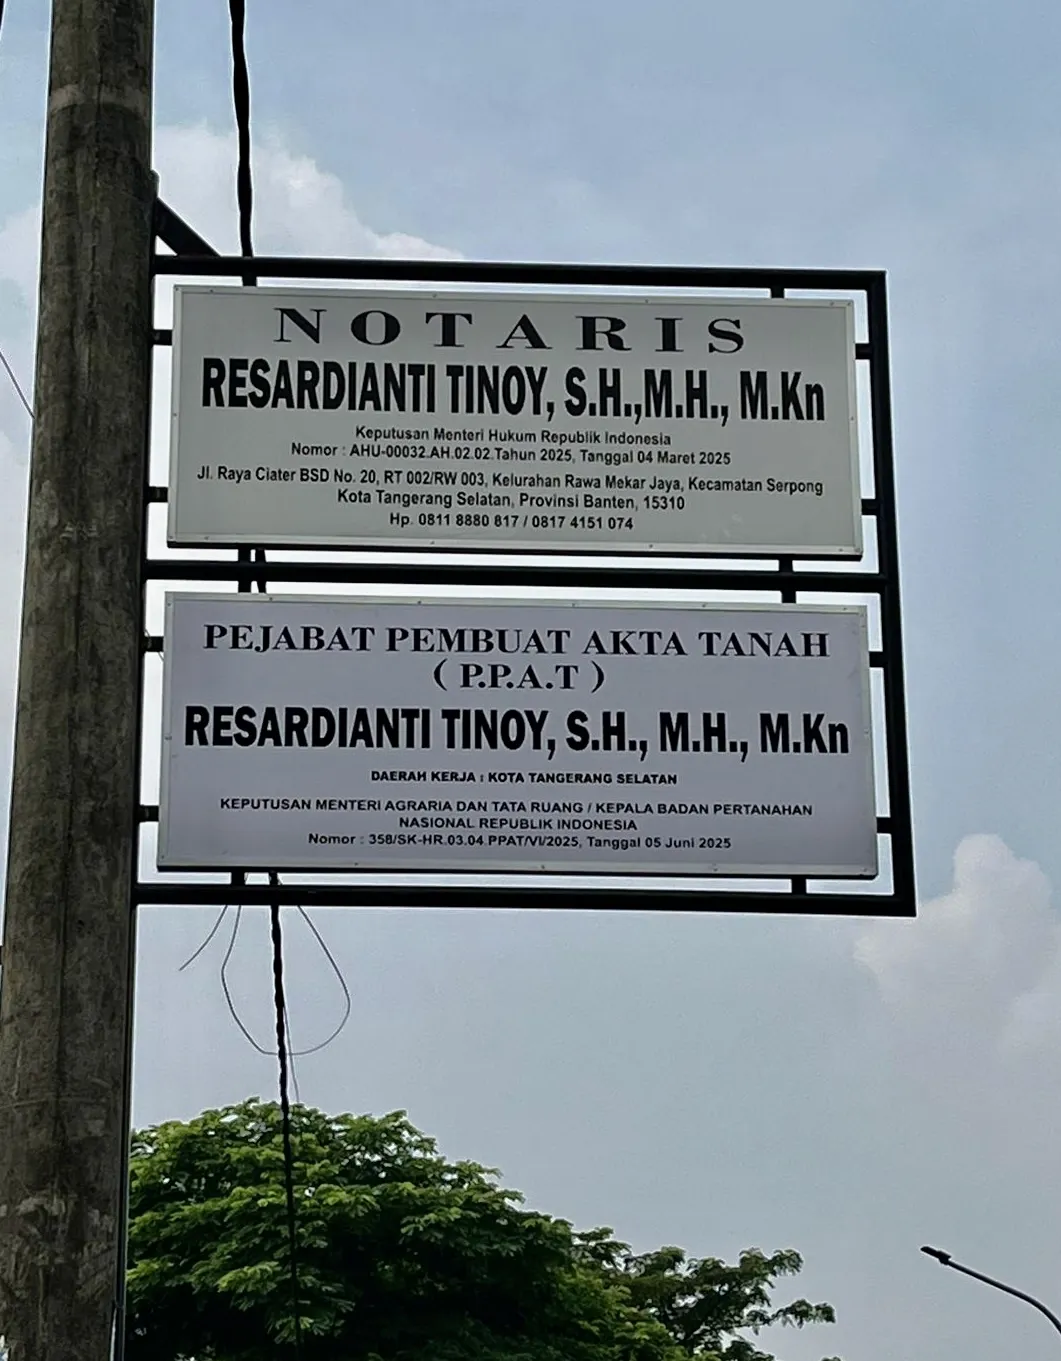 NOTARIS
RESARDIANTI TINOY, S.H.,M.H., M.Kn
Keputusan Menteri Hukum Republik Indonesia
Nomor : AHU-00032.AH.02.02.Tahun 2025, Tanggal 04 Maret 2025
Jl. Raya Ciater BSD No. 20, RT 002/RW 003, Kelurahan Rawa Mekar Jaya, Kecamatan Serpong
Kota Tangerang Selatan, Provinsi Banten, 15310
Hp. 0811 8880 817 / 0817 4151 074
PEJABAT PEMBUAT AKTA TANAH
( P.P.A.T )
RESARDIANTI TINOY, S.H., M.H., M.Kn
DAERAH KERJA : KOTA TANGERANG SELATAN
KEPUTUSAN MENTERI AGRARIA DAN TATA RUANG / KEPALA BADAN PERTANAHAN
NASIONAL REPUBLIK INDONESIA
Nomor : 358/SK-HR.03.04.PPAT/VI/2025, Tanggal 05 Juni 2025